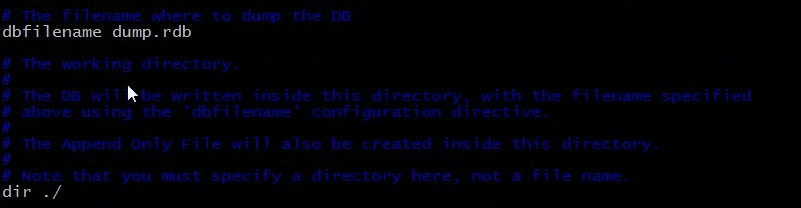 # The filename where to dump the DB
dbfilename dump.rdb
# The working directory.
#
# The DB will be written inside this directory, with the filename specified
# above using the 'dbfilename' configuration directive.
#
# The Append Only File will also be created inside this directory.
#
# Note that you must specify a directory here, not a file name.
dir ./